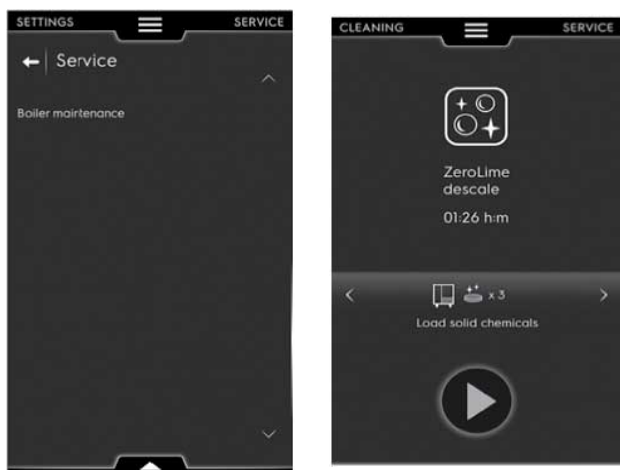 SETTINGS SERVICE
Service
Boiler maintenance
CLEANING SERVICE
ZeroLime
descale
01:26 h:m
x 3
Load solid chemicals